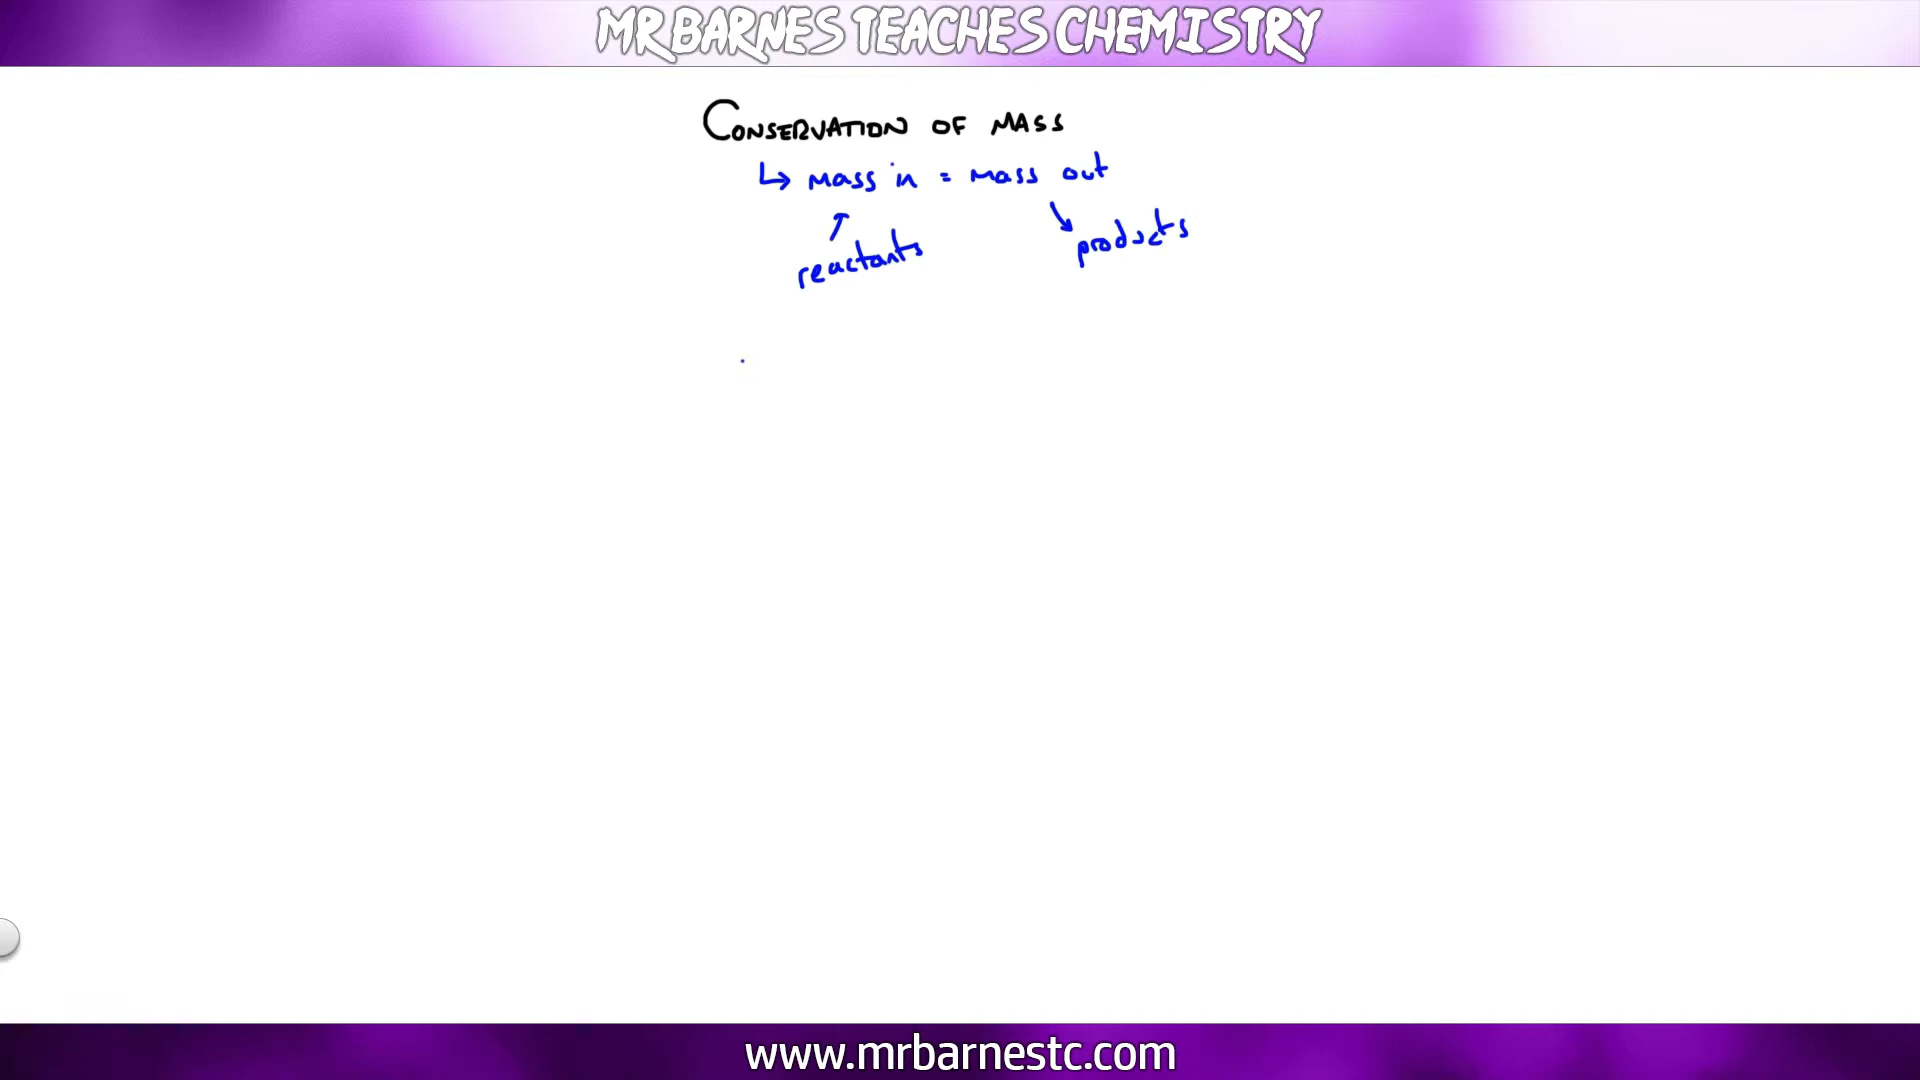 MR BARNES TEACHES CHEMISTRY
CONSERVATION OF MASS
↳ mass in = mass out
reactants
products
www.mrbarnestc.com